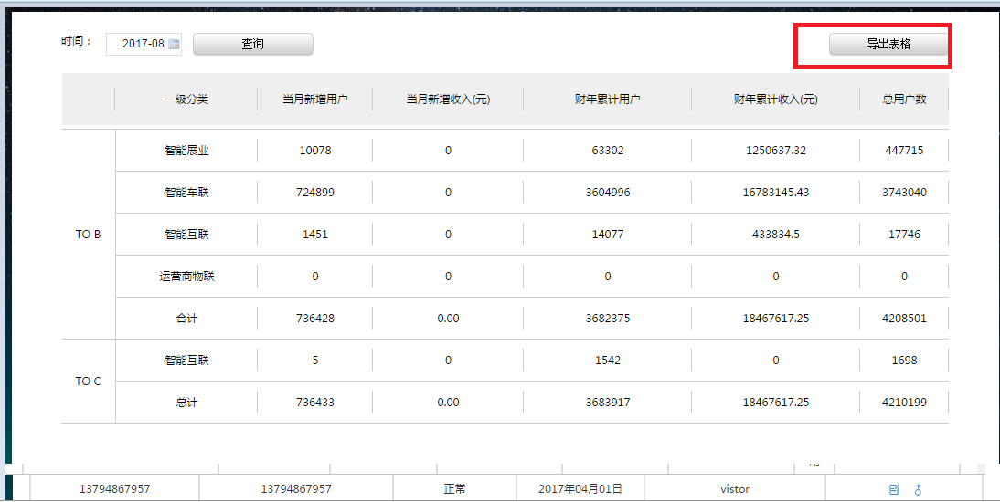 时间： 2017-08 查询 导出表格
一级分类 当月新增用户 当月新增收入(元) 财年累计用户 财年累计收入(元) 总用户数
智能展业 10078 0 63302 1250637.32 447715
智能车联 724899 0 3604996 16783145.43 3743040
TO B 智能互联 1451 0 14077 433834.5 17746
运营商物联 0 0 0 0 0
合计 736428 0.00 3682375 18467617.25 4208501
智能互联 5 0 1542 0 1698
TO C
总计 736433 0.00 3683917 18467617.25 4210199
13794867957 13794867957 正常 2017年04月01日 vistor